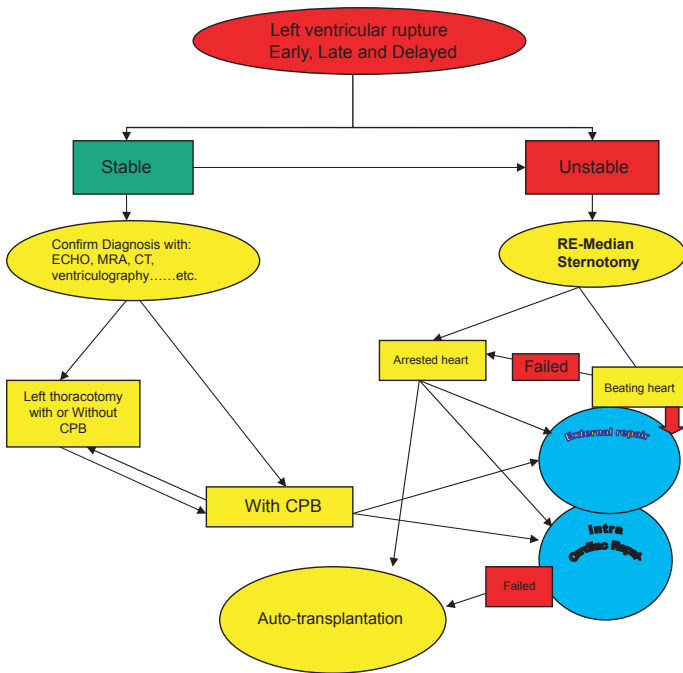 Left ventricular rupture
Early, Late and Delayed
Stable
Unstable
Confirm Diagnosis with:
ECHO, MRA, CT,
ventriculography……etc.
RE-Median
Sternotomy
Arrested heart
Failed
Beating heart
Left thoracotomy
with or Without
CPB
External repair
With CPB
Intra
Cardiac Repair
Failed
Auto-transplantation